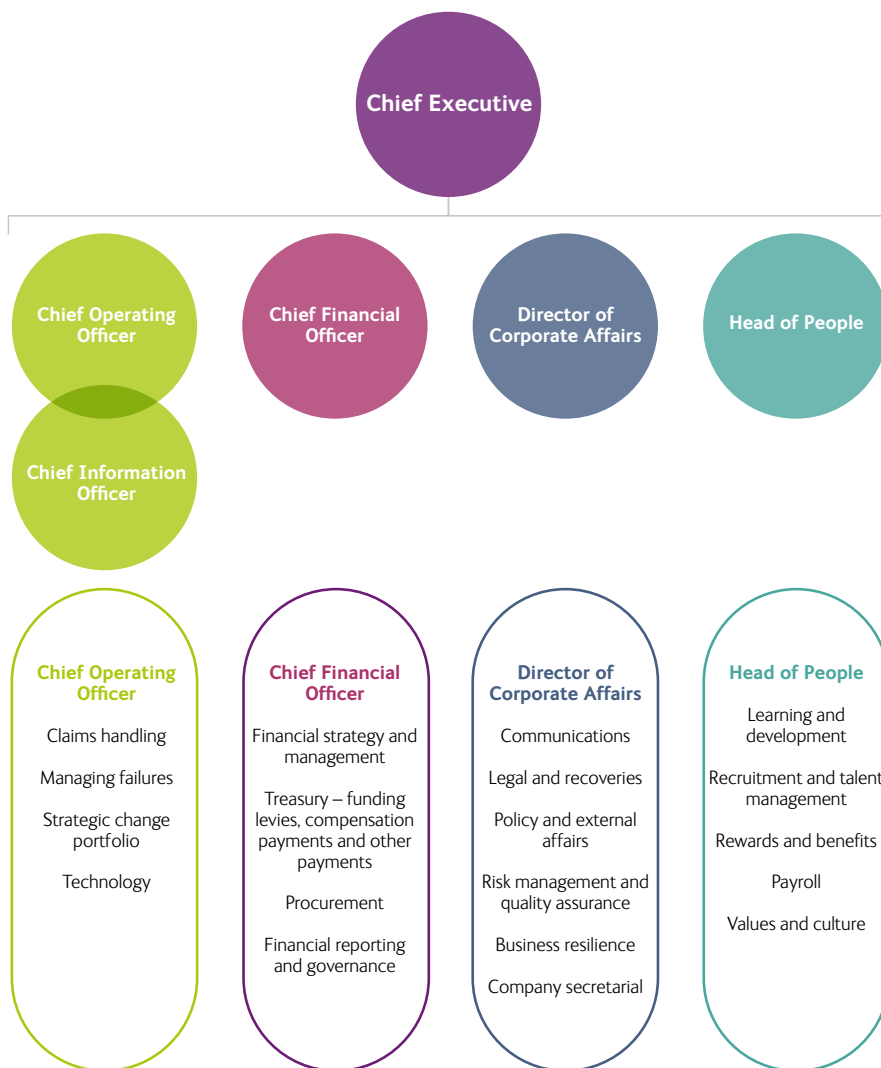 Chief Executive
Chief Operating
Officer
Chief Financial
Officer
Director of
Corporate Affairs
Head of People
Chief Information
Officer
Chief Operating
Officer
Claims handling
Managing failures
Strategic change
portfolio
Technology
Chief Financial
Officer
Financial strategy and
management
Treasury – funding
levies, compensation
payments and other
payments
Procurement
Financial reporting
and governance
Director of
Corporate Affairs
Communications
Legal and recoveries
Policy and external
affairs
Risk management and
quality assurance
Business resilience
Company secretarial
Head of People
Learning and
development
Recruitment and talent
management
Rewards and benefits
Payroll
Values and culture